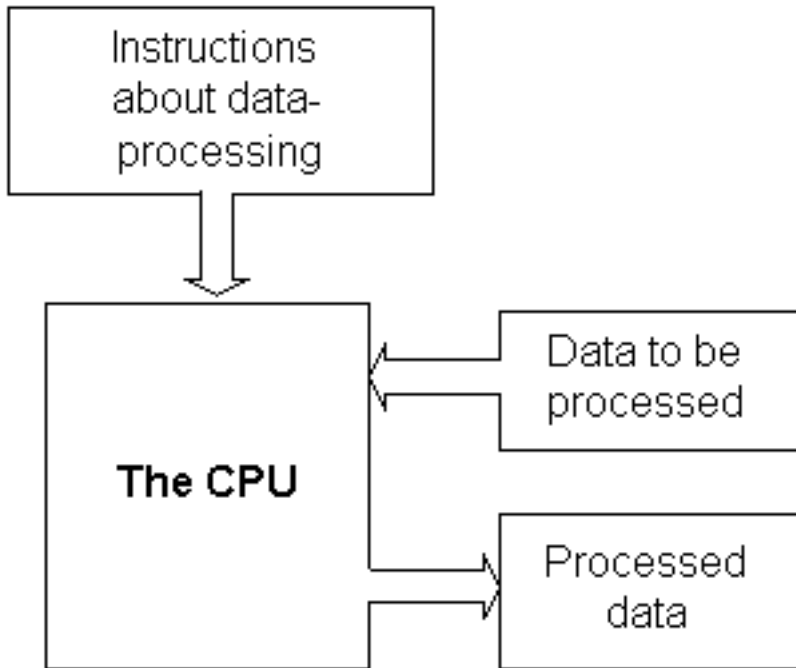 Instructions
about data-
processing
Data to be
processed
The CPU
Processed
data